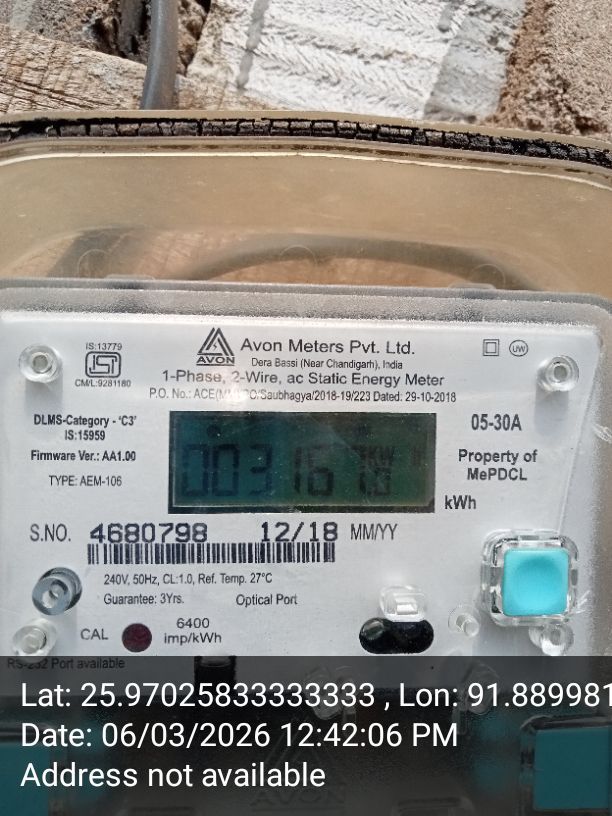 IS:13779
CM/L:9281180
AVON
Avon Meters Pvt. Ltd.
Dera Bassi (Near Chandigarh), India
UW
1-Phase, 2-Wire, ac Static Energy Meter
Saubhagya/2018-19/223 Dated: 29-10-2018
DLMS-Category - 'C3'
IS:15959
Firmware Ver.: AA1.00
TYPE: AEM-106
05-30A
Property of
MePDCL
kWh
S.NO. 4680798 12/18 MM/YY
240V, 50Hz, CL:1.0, Ref. Temp. 27°C
Guarantee: 3Yrs. Optical Port
CAL 6400
imp/kWh
RS-232 Port available
Lat: 25.97025833333333 , Lon: 91.889981
Date: 06/03/2026 12:42:06 PM
Address not available